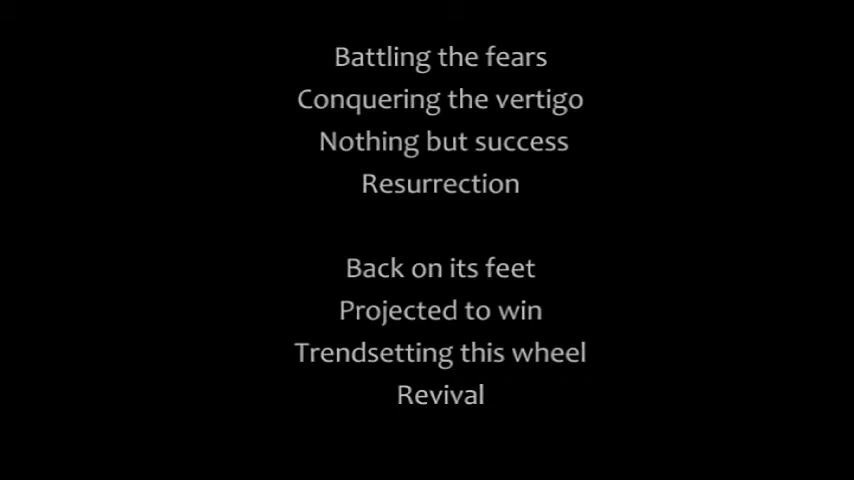 Battling the fears
Conquering the vertigo
Nothing but success
Resurrection
Back on its feet
Projected to win
Trendsetting this wheel
Revival